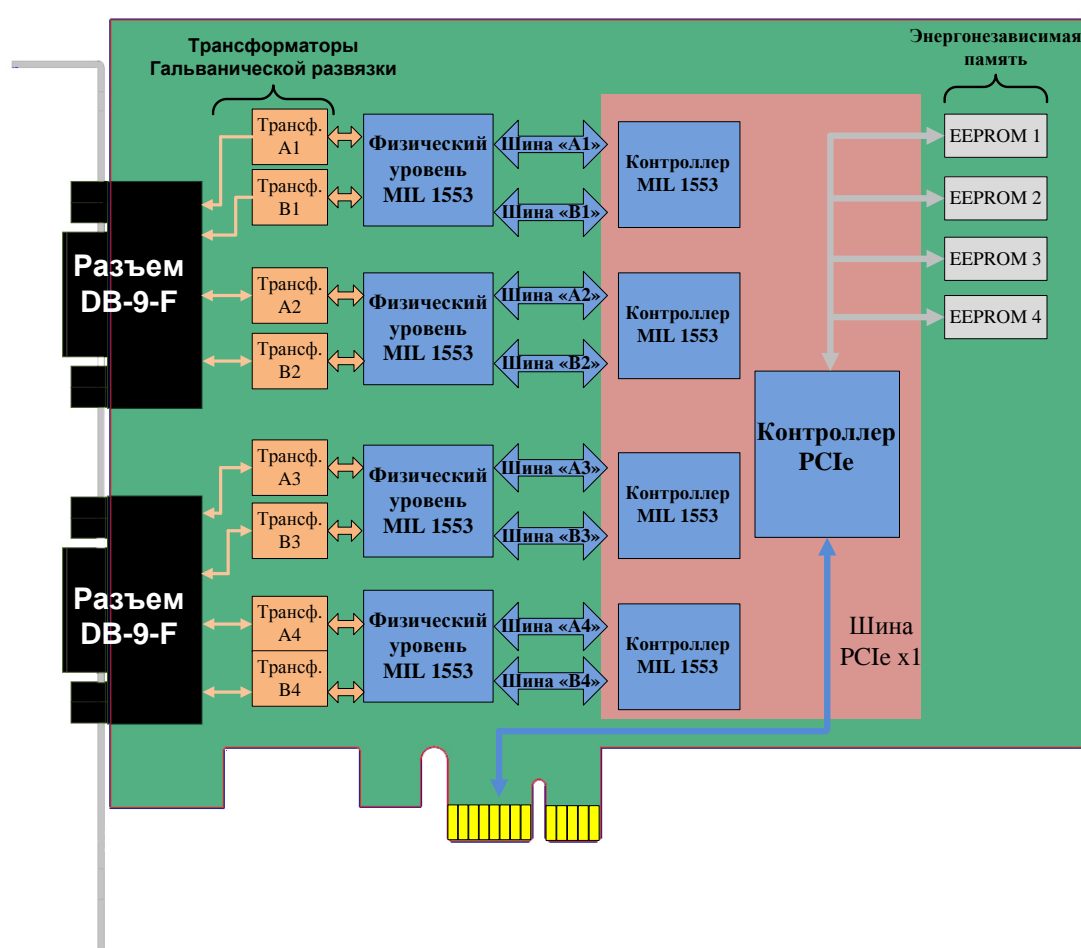 Трансформаторы
Гальванической развязки
Энергонезависимая
память
Трансф.
A1
Физический
уровень
MIL 1553
Шина «A1»
Контроллер
MIL 1553
EEPROM 1
Трансф.
B1
Шина «B1»
EEPROM 2
Разъем
DB-9-F
EEPROM 3
Трансф.
A2
Физический
уровень
MIL 1553
Шина «A2»
Контроллер
MIL 1553
EEPROM 4
Трансф.
B2
Шина «B2»
Контроллер
PCIe
Трансф.
A3
Физический
уровень
MIL 1553
Шина «A3»
Контроллер
MIL 1553
Трансф.
B3
Шина «B3»
Разъем
DB-9-F
Трансф.
A4
Физический
уровень
MIL 1553
Шина «A4»
Контроллер
MIL 1553
Шина
PCIe x1
Трансф.
B4
Шина «B4»